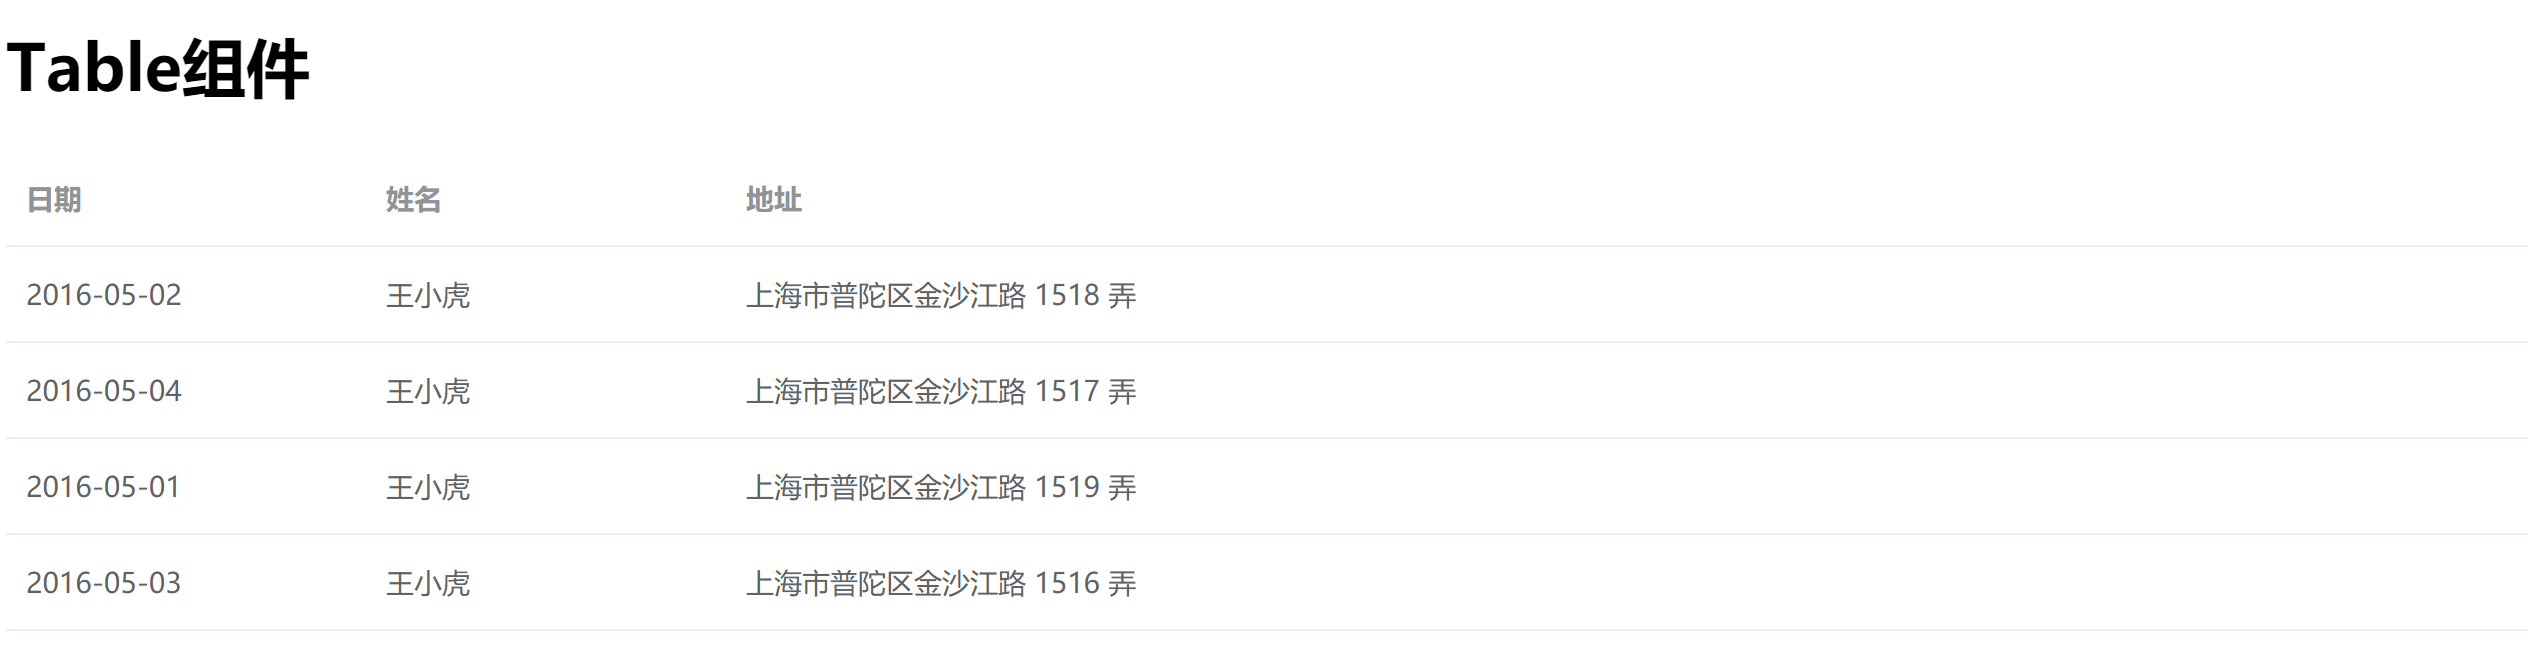 Table组件
日期 姓名 地址
2016-05-02 王小虎 上海市普陀区金沙江路 1518 弄
2016-05-04 王小虎 上海市普陀区金沙江路 1517 弄
2016-05-01 王小虎 上海市普陀区金沙江路 1519 弄
2016-05-03 王小虎 上海市普陀区金沙江路 1516 弄